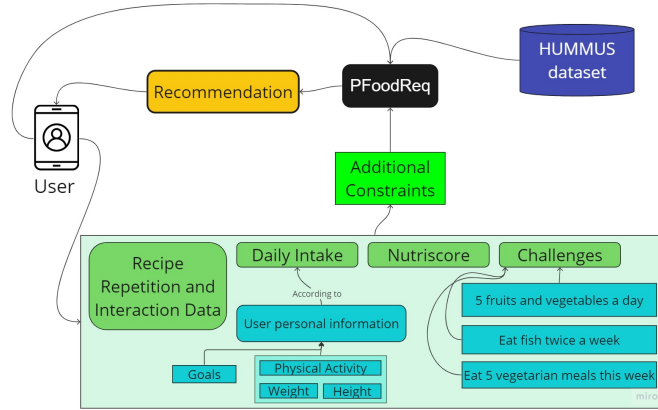 HUMMUS
dataset
PFoodReq
Recommendation
User
Additional
Constraints
Recipe
Repetition and
Interaction Data
Daily Intake
Nutriscore
Challenges
According to
User personal information
5 fruits and vegetables a day
Eat fish twice a week
Eat 5 vegetarian meals this week
Goals
Physical Activity
Weight
Height
miro